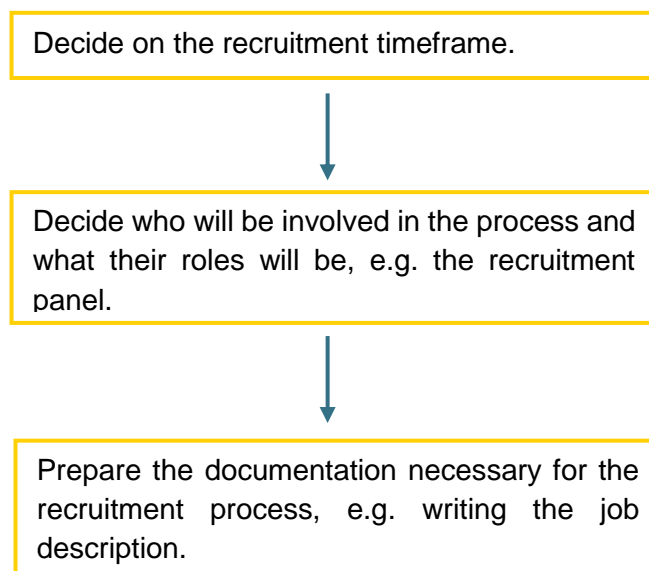 Decide on the recruitment timeframe.
Decide who will be involved in the process and
what their roles will be, e.g. the recruitment
panel.
Prepare the documentation necessary for the
recruitment process, e.g. writing the job
description.